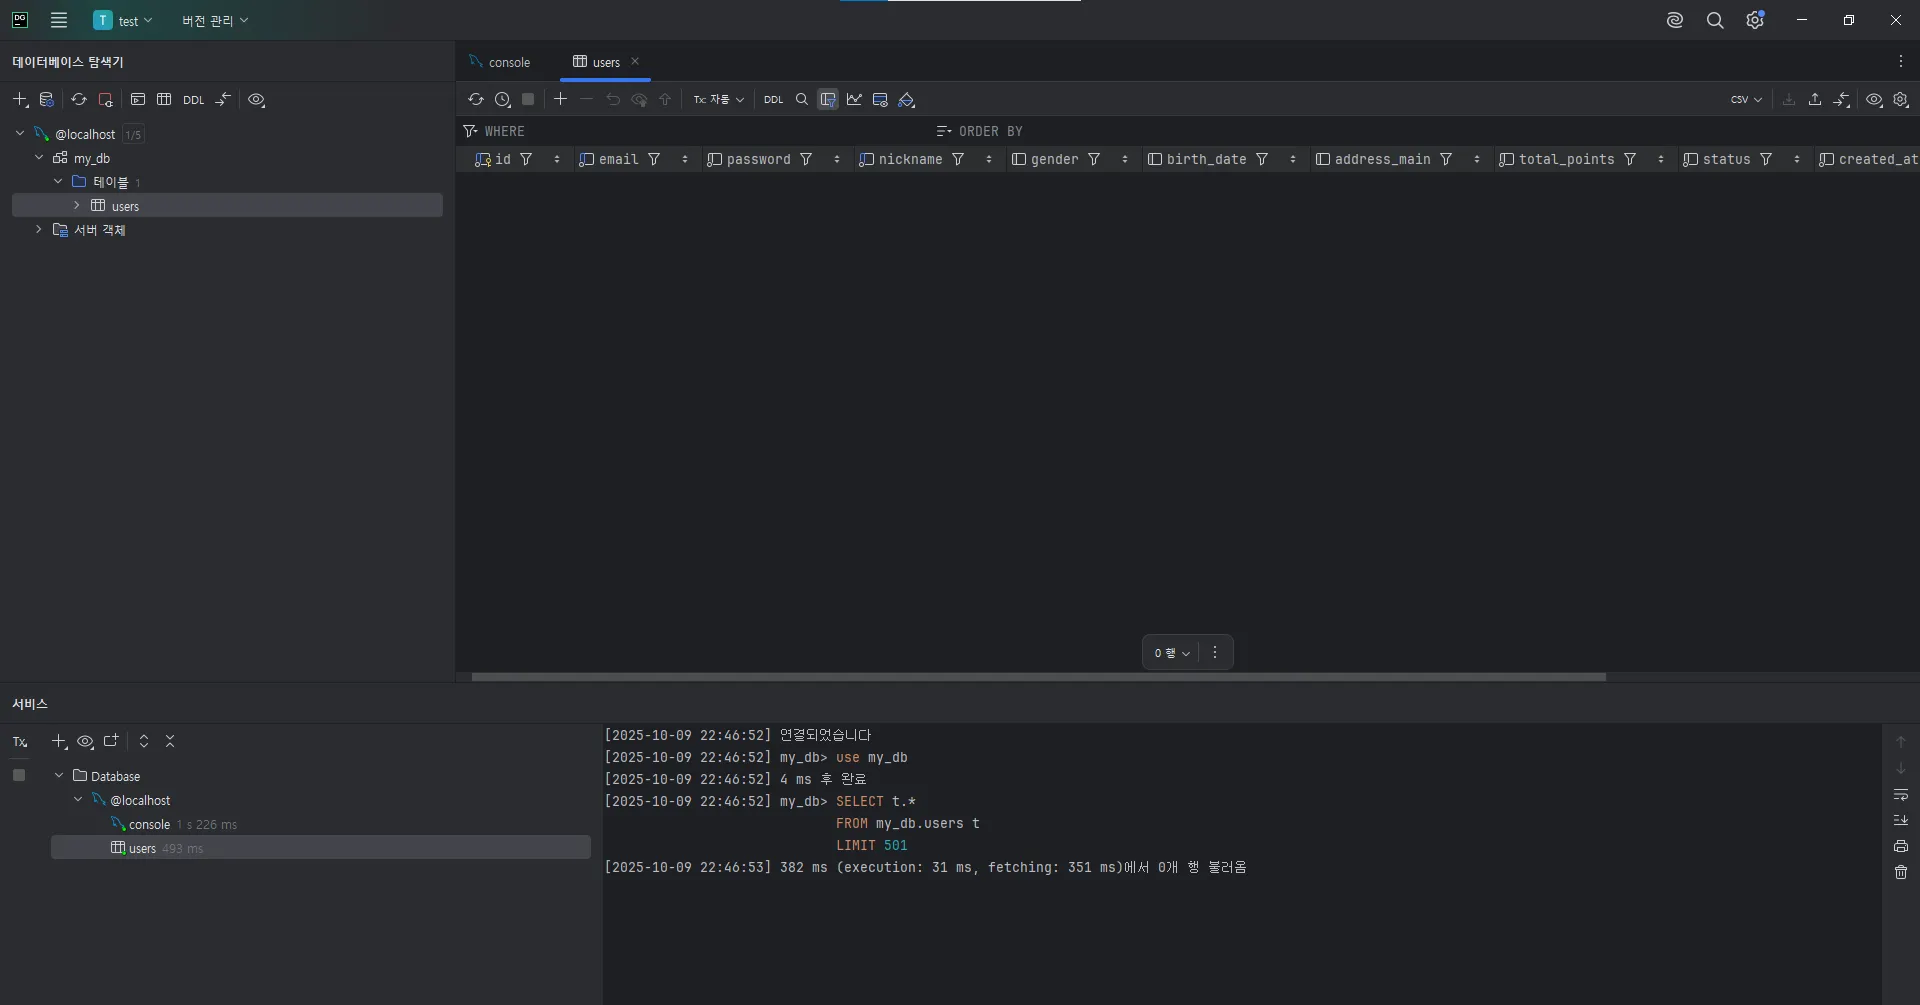 DG
T test
버전 관리
데이터베이스 탐색기
DDL
@localhost 1/5
my_db
테이블 1
users
서버 객체
console
users
Tx: 자동
DDL
CSV
WHERE
ORDER BY
id email password nickname gender birth_date address_main total_points status created_at
0 행
서비스
Tx
Database
@localhost
console 1 s 226 ms
users 493 ms
[2025-10-09 22:46:52] 연결되었습니다
[2025-10-09 22:46:52] my_db> use my_db
[2025-10-09 22:46:52] 4 ms 후 완료
[2025-10-09 22:46:52] my_db> SELECT t.*
FROM my_db.users t
LIMIT 501
[2025-10-09 22:46:53] 382 ms (execution: 31 ms, fetching: 351 ms)에서 0개 행 불러옴